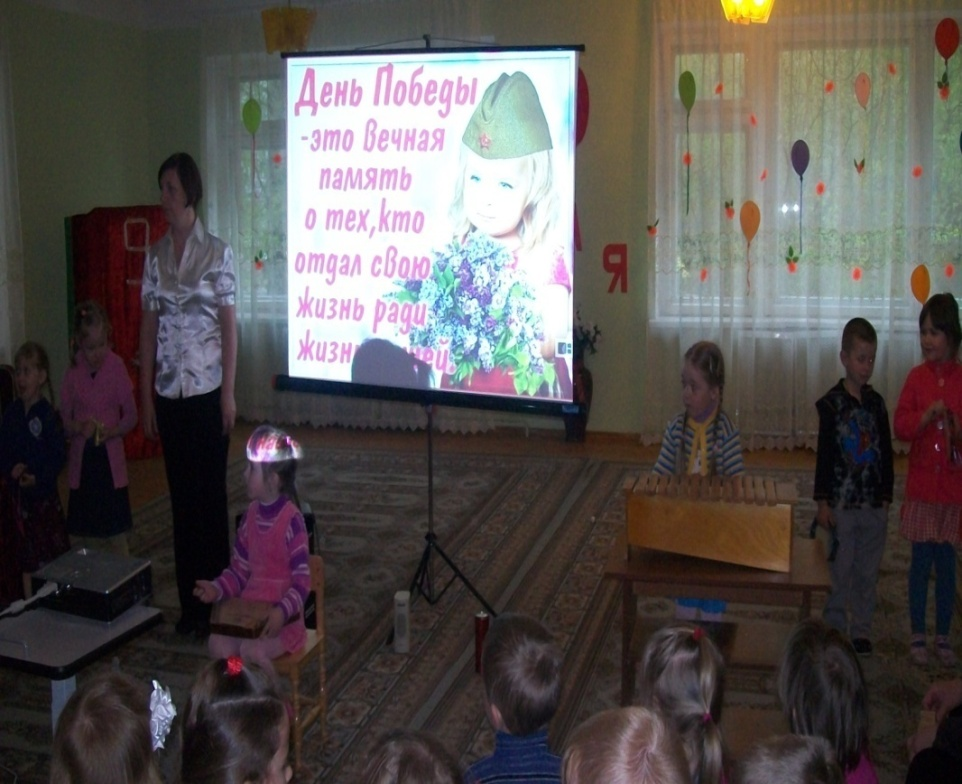 День Победы
-это Вечная
память
о тех,кто
отдал свою
жизнь ради
Я